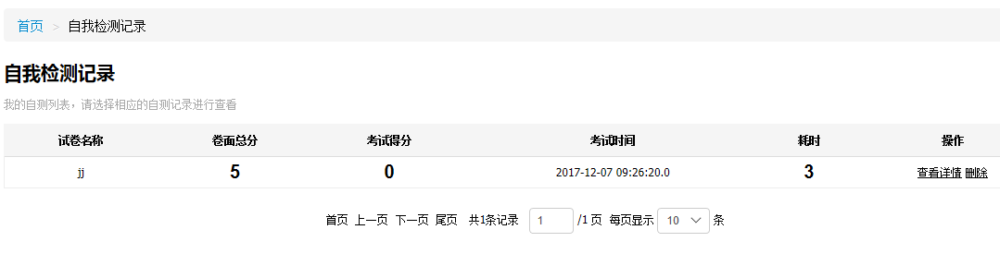 首页 > 自我检测记录
自我检测记录
我的自测列表，请选择相应的自测记录进行查看
试卷名称 卷面总分 考试得分 考试时间 耗时 操作
jj 5 0 2017-12-07 09:26:20.0 3 查看详情 删除
首页 上一页 下一页 尾页 共1条记录 1 /1 页 每页显示 10 条